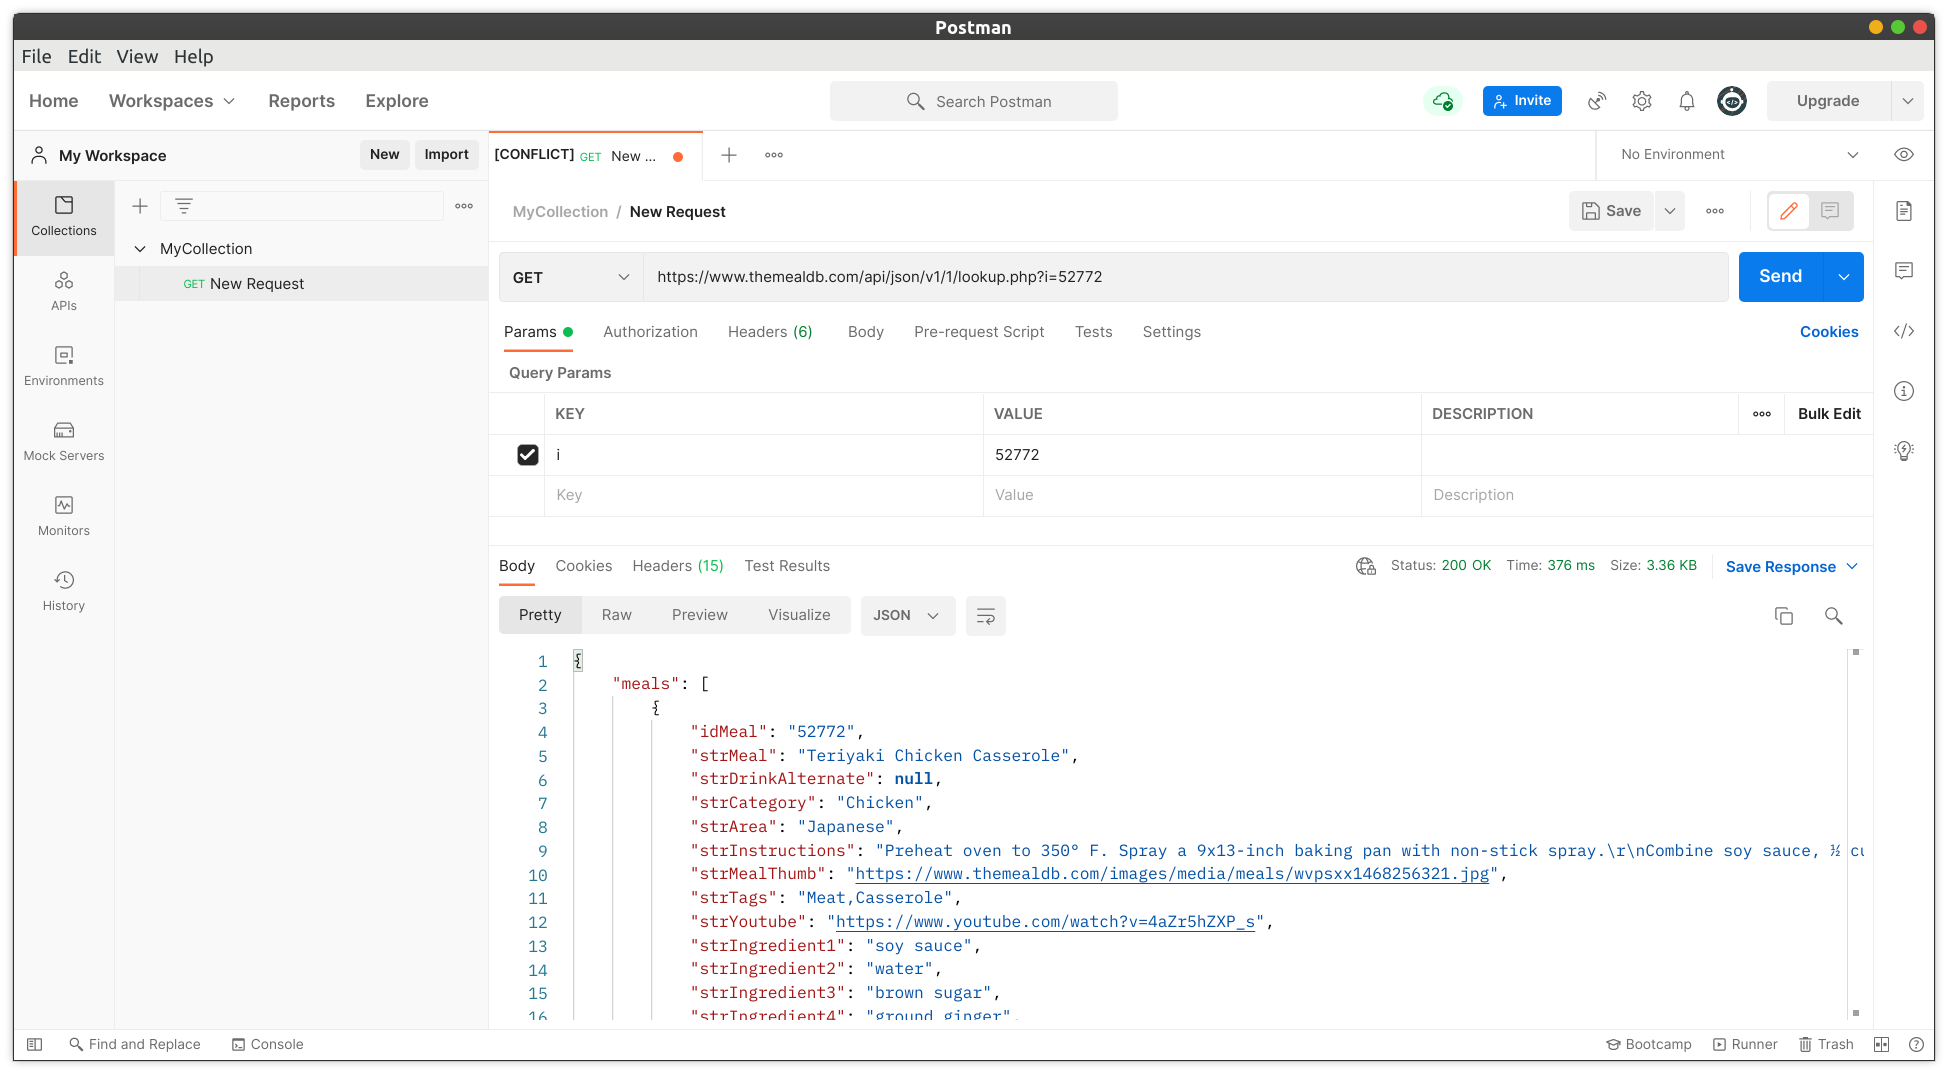 Postman
File Edit View Help
Home Workspaces Reports Explore Search Postman Invite Upgrade
My Workspace New Import [CONFLICT] GET New ... No Environment
Collections
APIs
Environments
Mock Servers
Monitors
History
MyCollection
GET New Request
MyCollection / New Request Save
GET https://www.themealdb.com/api/json/v1/1/lookup.php?i=52772 Send
Params Authorization Headers (6) Body Pre-request Script Tests Settings Cookies
Query Params
KEY VALUE DESCRIPTION Bulk Edit
i 52772
Key Value Description
Body Cookies Headers (15) Test Results Status: 200 OK Time: 376 ms Size: 3.36 KB Save Response
Pretty Raw Preview Visualize JSON
1 {
2 "meals": [
3 {
4 "idMeal": "52772",
5 "strMeal": "Teriyaki Chicken Casserole",
6 "strDrinkAlternate": null,
7 "strCategory": "Chicken",
8 "strArea": "Japanese",
9 "strInstructions": "Preheat oven to 350° F. Spray a 9x13-inch baking pan with non-stick spray.\r\nCombine soy sauce, ½ cu
10 "strMealThumb": "https://www.themealdb.com/images/media/meals/wvpsxx1468256321.jpg",
11 "strTags": "Meat,Casserole",
12 "strYoutube": "https://www.youtube.com/watch?v=4aZr5hZXP_s",
13 "strIngredient1": "soy sauce",
14 "strIngredient2": "water",
15 "strIngredient3": "brown sugar",
16 "strIngredient4": "ground ginger",
Find and Replace Console Bootcamp Runner Trash